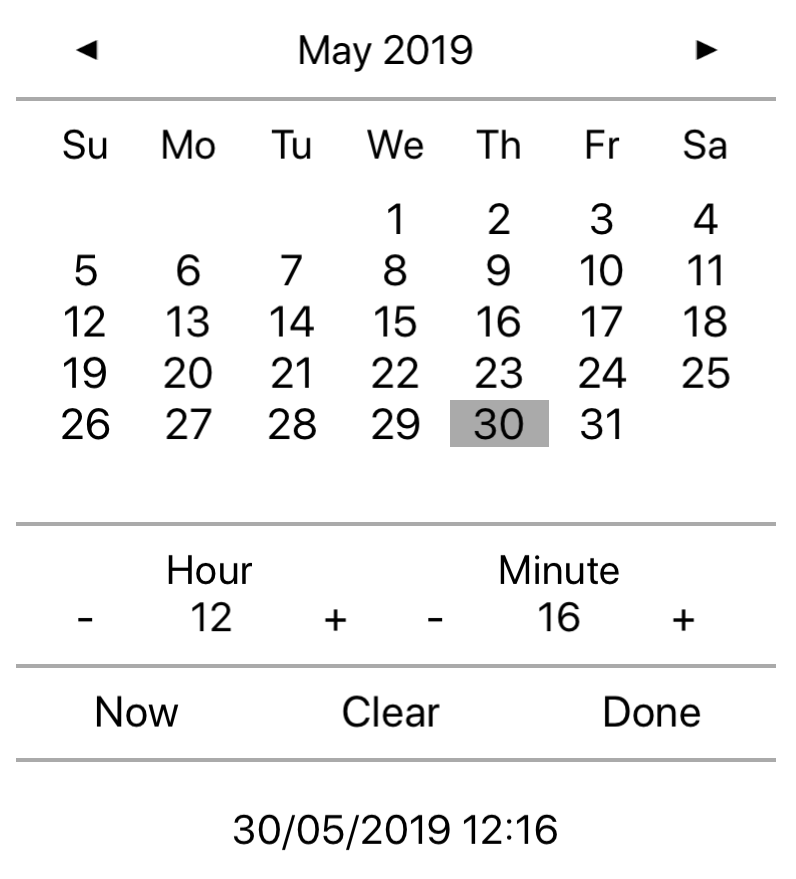 ◄ May 2019 ►
Su Mo Tu We Th Fr Sa
1 2 3 4
5 6 7 8 9 10 11
12 13 14 15 16 17 18
19 20 21 22 23 24 25
26 27 28 29 30 31
Hour Minute
- 12 + - 16 +
Now Clear Done
30/05/2019 12:16